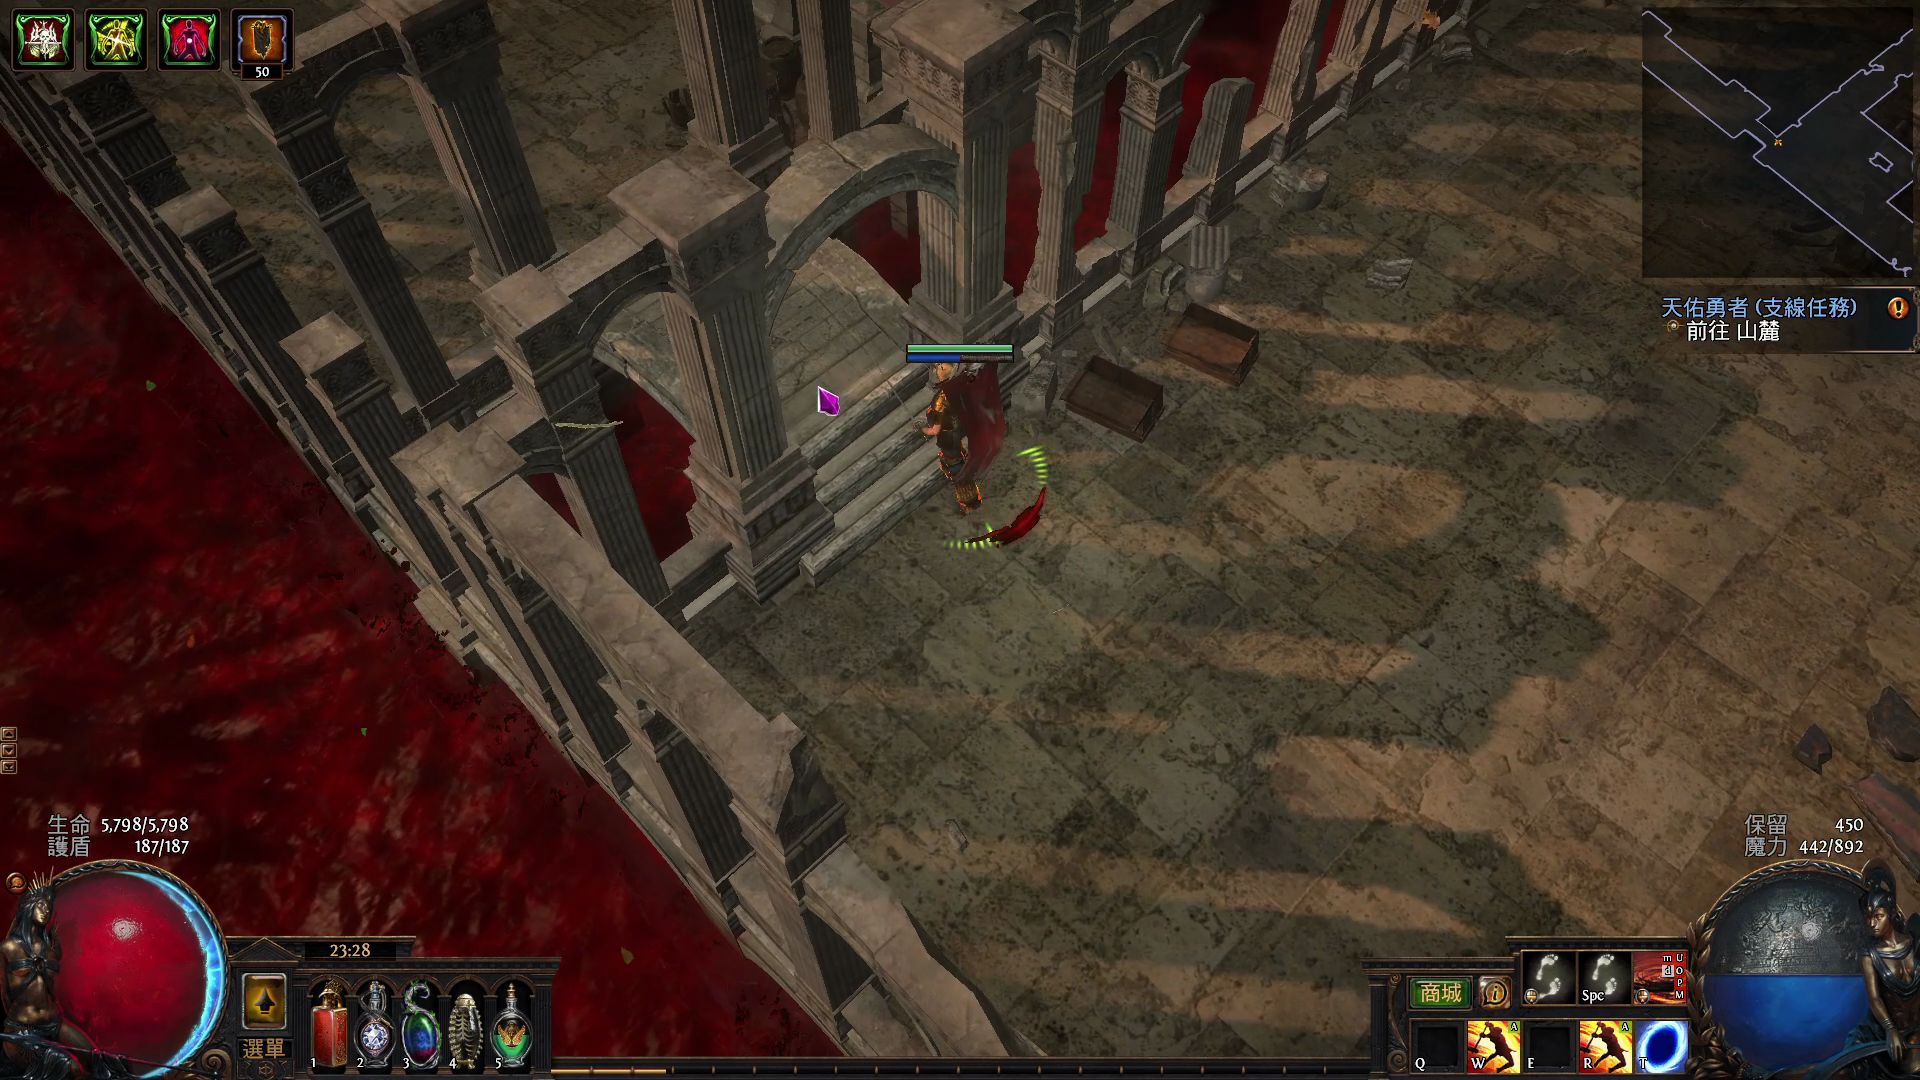 50
天佑勇者 (支線任務)
前往 山麓
生命 5,798/5,798
護盾 187/187
保留 450
魔力 442/892
23:28
選單
1 2 3 4 5
商城
Spc
Q W E R T
A A